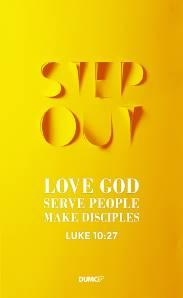 STEP
OUT
LOVE GOD
SERVE PEOPLE
MAKE DISCIPLES
LUKE 10:27
DUMC